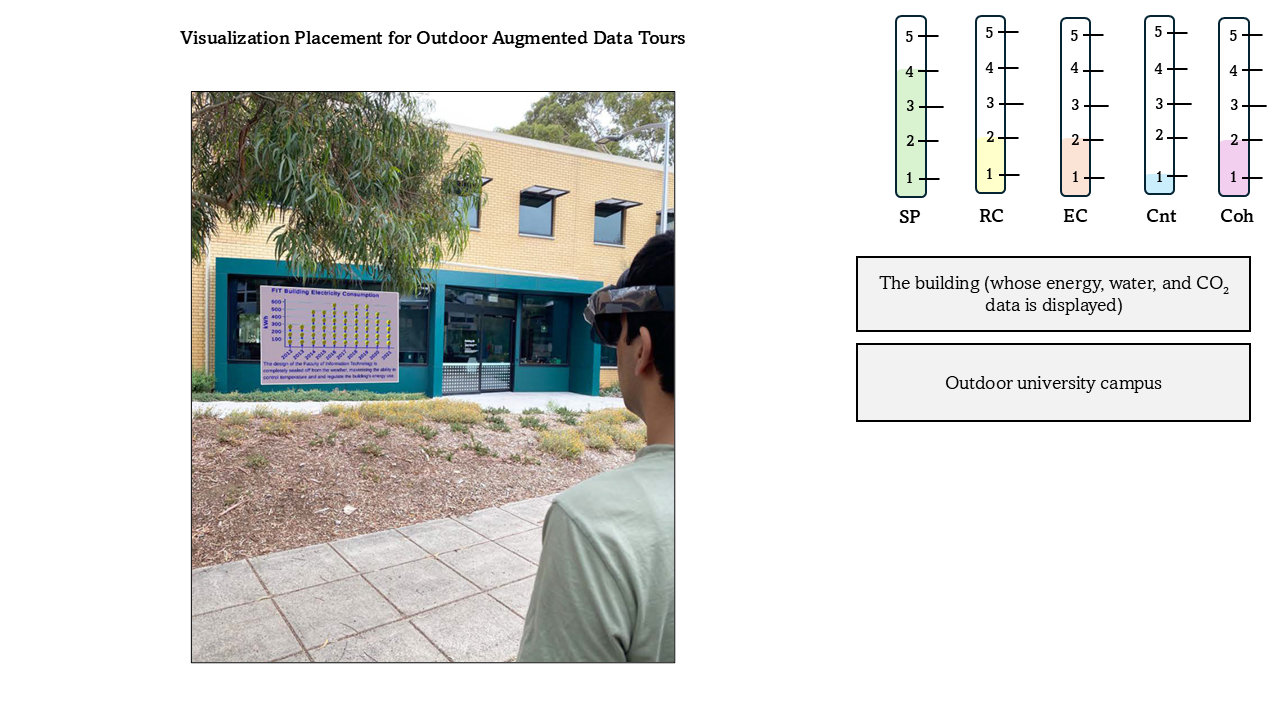 Visualization Placement for Outdoor Augmented Data Tours
FIT Building Electricity Consumption
600
500
400
300
200
100
kWh
2012 2013 2014 2015 2016 2017 2018 2019 2020 2021
The design of the Faculty of Information Technology is
completely sealed off from the weather, maximising the ability to
control temperature and and regulate the building's energy use.
5 5 5 5 5
4 4 4 4 4
3 3 3 3 3
2 2 2 2 2
1 1 1 1 1
SP RC EC Cnt Coh
The building (whose energy, water, and CO₂
data is displayed)
Outdoor university campus